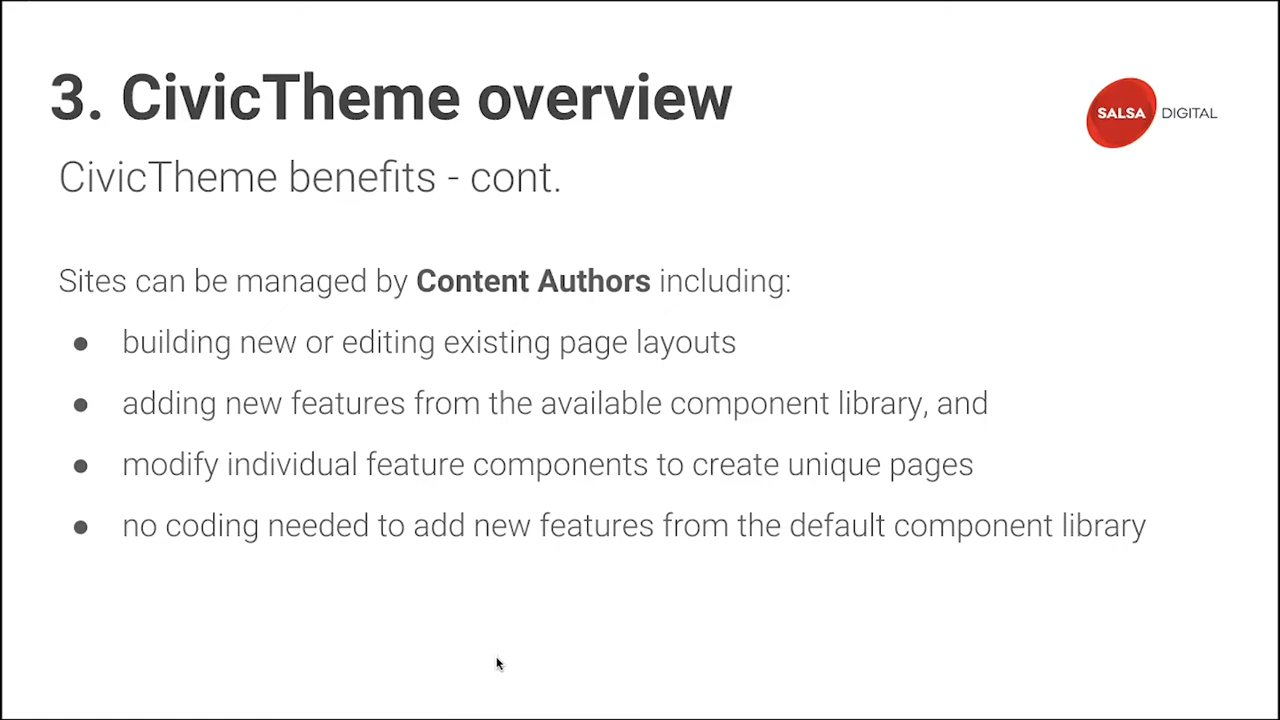 3. CivicTheme overview
SALSA DIGITAL
CivicTheme benefits - cont.
Sites can be managed by Content Authors including:
● building new or editing existing page layouts
● adding new features from the available component library, and
● modify individual feature components to create unique pages
● no coding needed to add new features from the default component library